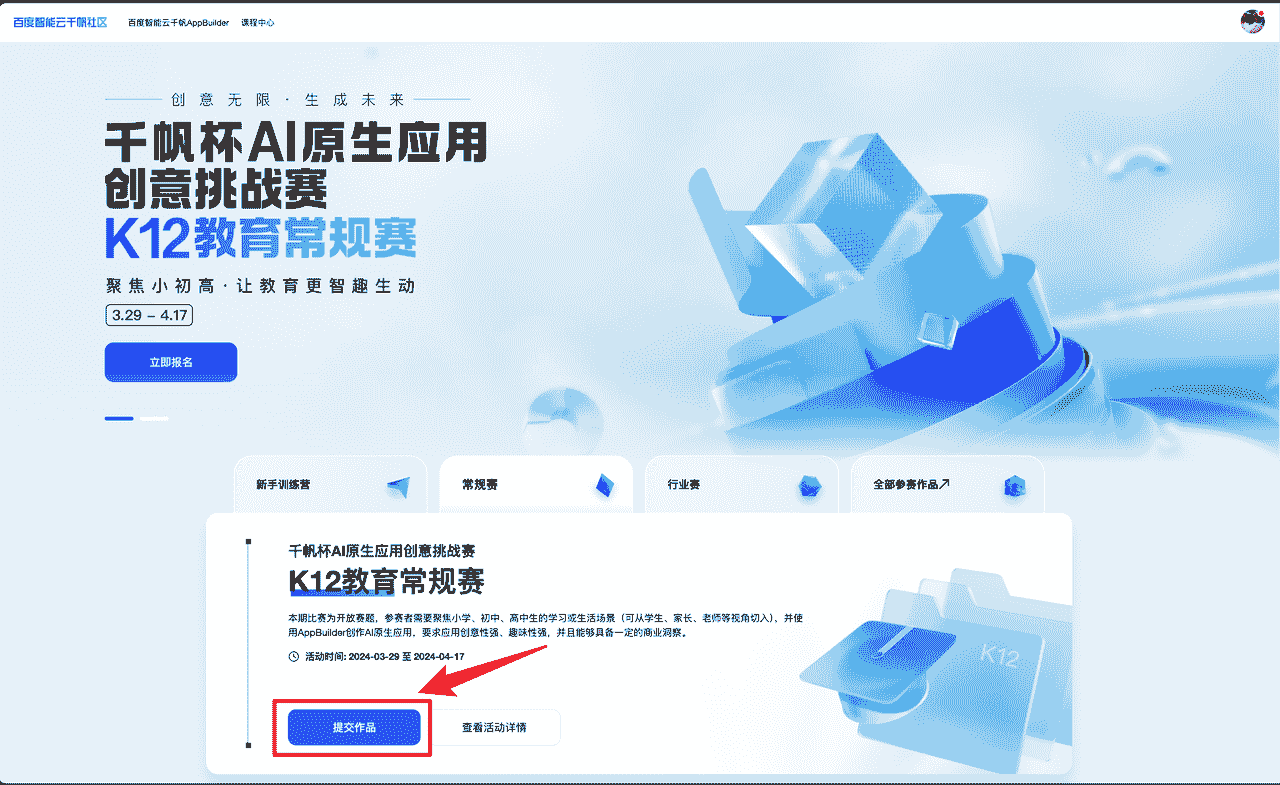 百度智能云千帆社区 百度智能云千帆AppBuilder 课程中心
创意无限·生成未来
千帆杯AI原生应用
创意挑战赛
K12教育常规赛
聚焦小初高·让教育更智趣生动
3.29 – 4.17
立即报名
新手训练营 常规赛 行业赛 全部参赛作品↗
千帆杯AI原生应用创意挑战赛
K12教育常规赛
本期比赛为开放赛题，参赛者需要聚焦小学、初中、高中生的学习或生活场景（可从学生、家长、老师等视角切入）、并使
用AppBuilder创作AI原生应用，要求应用创意性强、趣味性强，并且能够具备一定的商业洞察。
活动时间: 2024-03-29 至 2024-04-17
K12
提交作品 查看活动详情